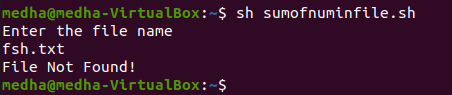 medha@medha-VirtualBox:~$ sh sumofnuminfile.sh
Enter the file name
fsh.txt
File Not Found!
medha@medha-VirtualBox:~$